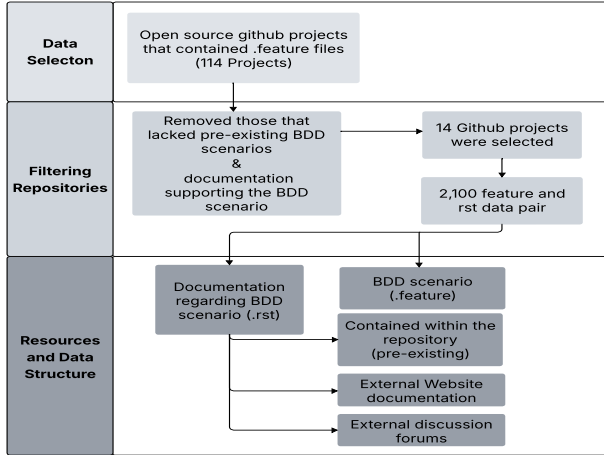 Data
Selecton
Open source github projects
that contained .feature files
(114 Projects)
Filtering
Repositories
Removed those that
lacked pre-existing BDD
scenarios
&
documentation
supporting the BDD
scenario
14 Github projects
were selected
2,100 feature and
rst data pair
Resources
and Data
Structure
Documentation
regarding BDD
scenario (.rst)
BDD scenario
(.feature)
Contained within the
repository
(pre-existing)
External Website
documentation
External discussion
forums